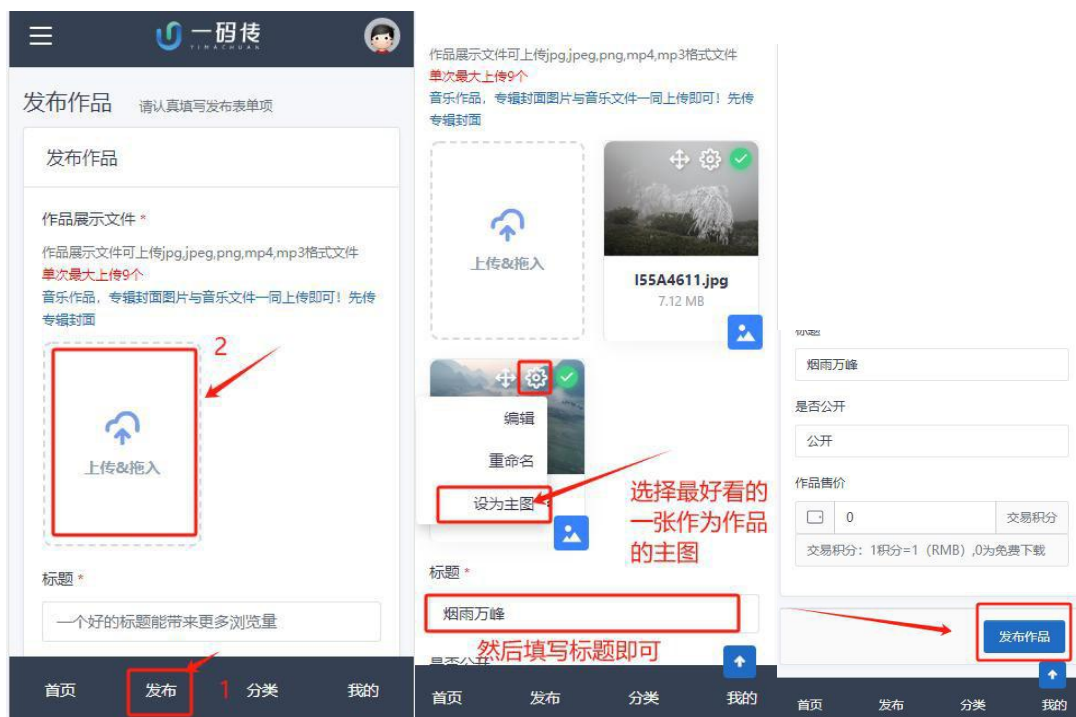 一码传
YIMACHUAN
发布作品 请认真填写发布表单项
发布作品
作品展示文件 *
作品展示文件可上传jpg,jpeg,png,mp4,mp3格式文件
单次最大上传9个
音乐作品，专辑封面图片与音乐文件一同上传即可！先传
专辑封面
2
上传&拖入
标题 *
一个好的标题能带来更多浏览量
首页 发布 1 分类 我的
作品展示文件可上传jpg,jpeg,png,mp4,mp3格式文件
单次最大上传9个
音乐作品，专辑封面图片与音乐文件一同上传即可！先传
专辑封面
上传&拖入
I55A4611.jpg
7.12 MB
编辑
重命名
设为主图
选择最好看的
一张作为作品
的主图
标题 *
烟雨万峰
然后填写标题即可
是否公开
首页 发布 分类 我的
标题
烟雨万峰
是否公开
公开
作品售价
0 交易积分
交易积分：1积分=1（RMB）,0为免费下载
发布作品
首页 发布 分类 我的